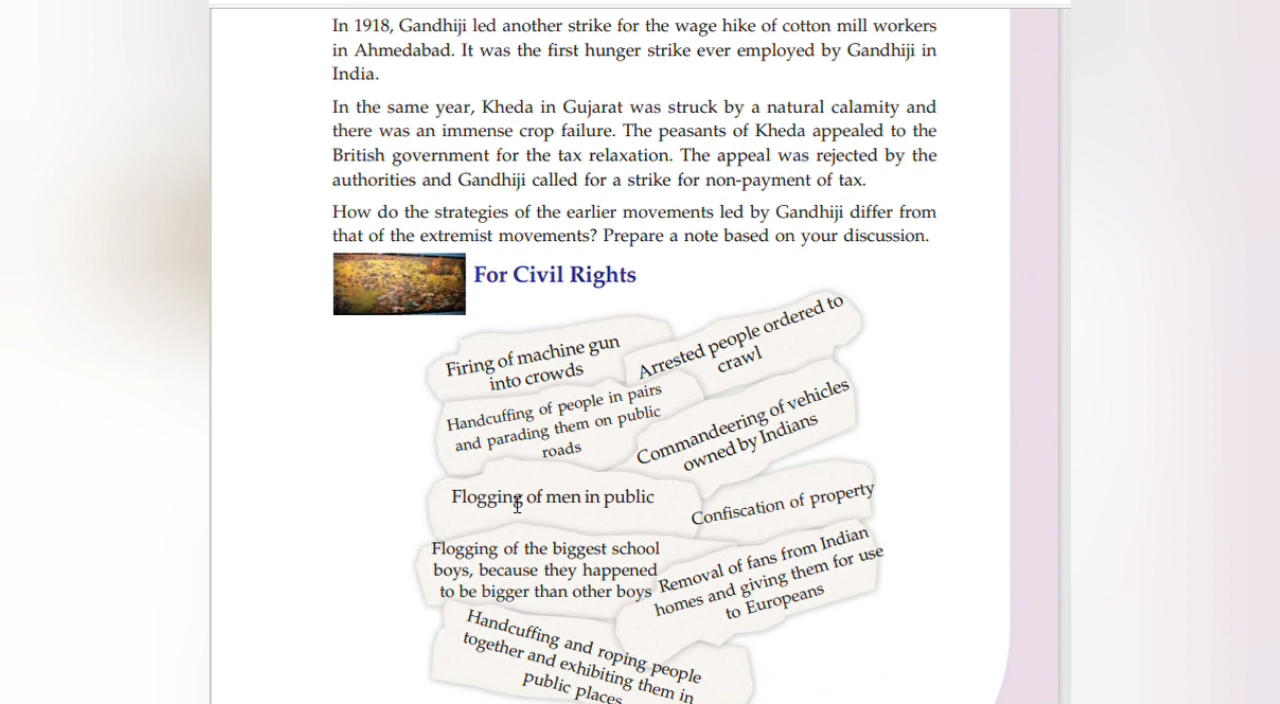 In 1918, Gandhiji led another strike for the wage hike of cotton mill workers
in Ahmedabad. It was the first hunger strike ever employed by Gandhiji in
India.
In the same year, Kheda in Gujarat was struck by a natural calamity and
there was an immense crop failure. The peasants of Kheda appealed to the
British government for the tax relaxation. The appeal was rejected by the
authorities and Gandhiji called for a strike for non-payment of tax.
How do the strategies of the earlier movements led by Gandhiji differ from
that of the extremist movements? Prepare a note based on your discussion.
For Civil Rights
Firing of machine gun
into crowds
Arrested people ordered to
crawl
Handcuffing of people in pairs
and parading them on public
roads
Commandeering of vehicles
owned by Indians
Flogging of men in public
Confiscation of property
Flogging of the biggest school
boys, because they happened
to be bigger than other boys
Removal of fans from Indian
homes and giving them for use
to Europeans
Handcuffing and roping people
together and exhibiting them in
public places